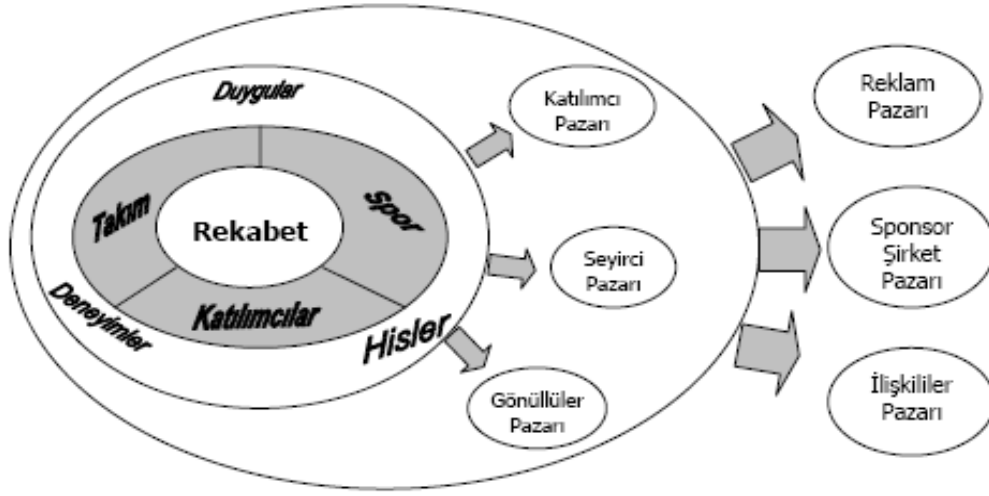 Duygular
Takım
Spor
Rekabet
Katılımcılar
Deneyimler
Hisler
Katılımcı
Pazarı
Seyirci
Pazarı
Gönüllüler
Pazarı
Reklam
Pazarı
Sponsor
Şirket
Pazarı
İlişkililer
Pazarı